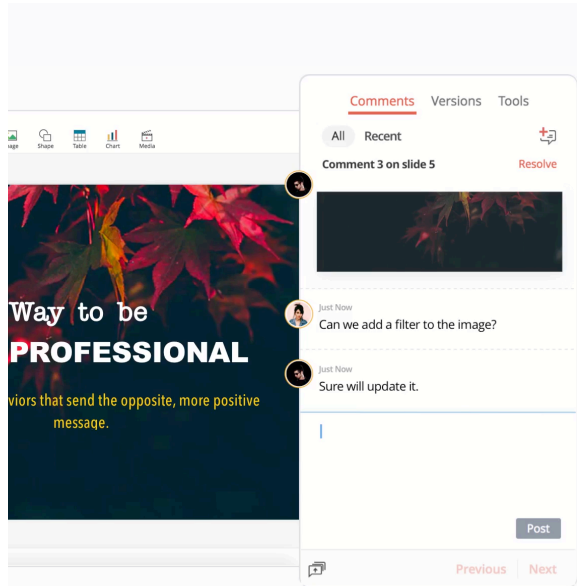 Comments Versions Tools
All Recent
Shape Table Chart Media
Comment 3 on slide 5 Resolve
Way to be
PROFESSIONAL
viors that send the opposite, more positive
message.
Just Now
Can we add a filter to the image?
Just Now
Sure will update it.
Post
Previous Next